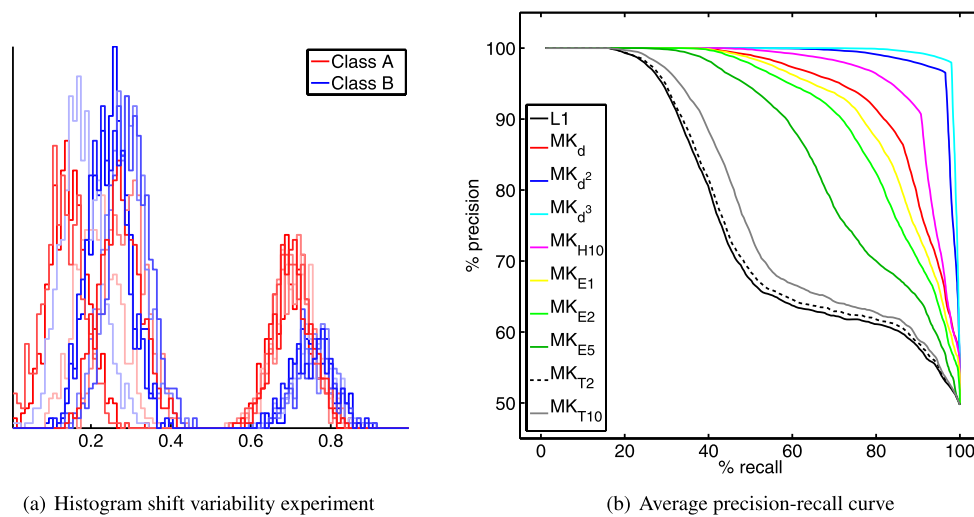 Class A
Class B
0.2 0.4 0.6 0.8
(a) Histogram shift variability experiment
100
90
80
70
60
50
% precision
L1
MK_d
MK_d²
MK_d³
MK_H10
MK_E1
MK_E2
MK_E5
MK_T2
MK_T10
0 20 40 60 80 100
% recall
(b) Average precision-recall curve